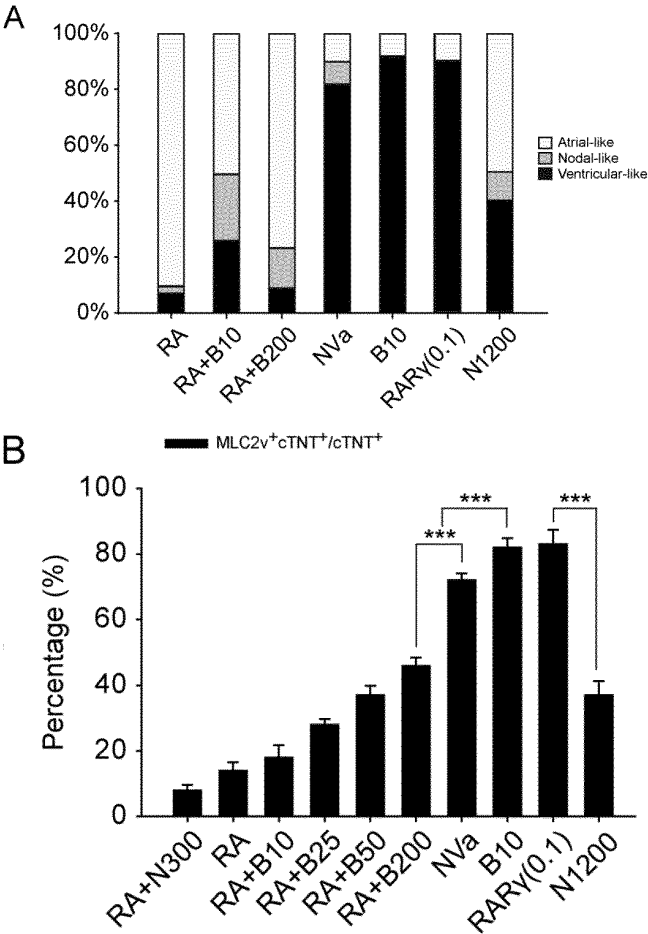 A
100%
80%
60%
40%
20%
0%
Atrial-like
Nodal-like
Ventricular-like
RA
RA+B10
RA+B200
NVa
B10
RARγ(0.1)
N1200
B
MLC2v+cTNT+/cTNT+
Percentage (%)
100
80
60
40
20
0
***
***
***
RA+N300
RA
RA+B10
RA+B25
RA+B50
RA+B200
NVa
B10
RARγ(0.1)
N1200